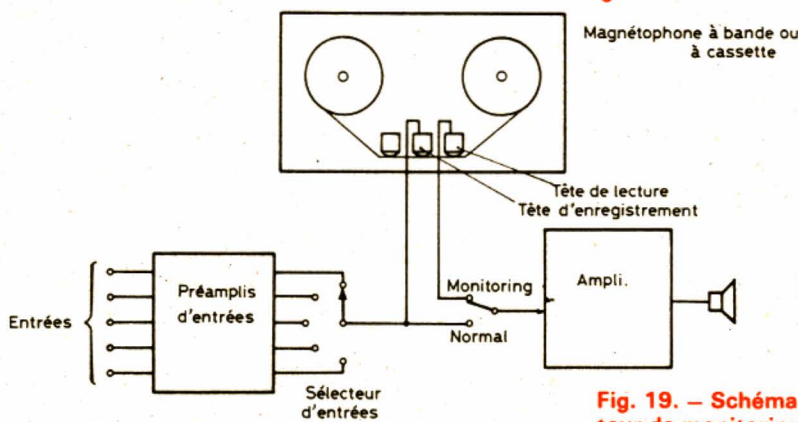 Magnétophone à bande ou
à cassette
Tête de lecture
Tête d'enregistrement
Entrées
Préamplis
d'entrées
Sélecteur
d'entrées
Monitoring
Normal
Ampli.
Fig. 19. — Schéma